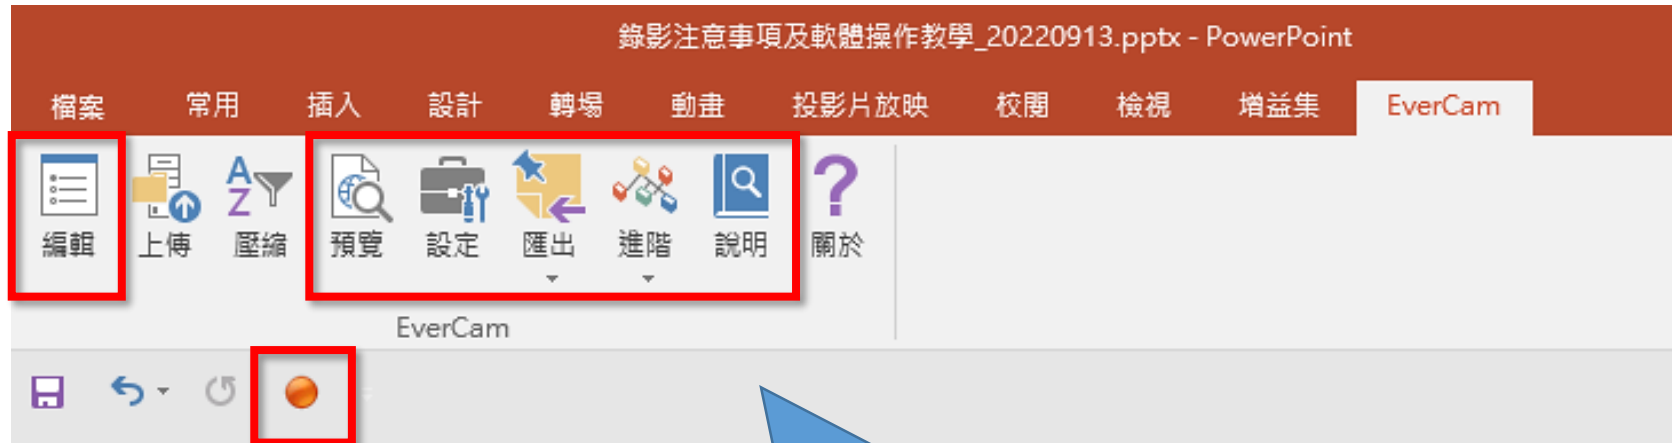 錄影注意事項及軟體操作教學_20220913.pptx - PowerPoint
檔案 常用 插入 設計 轉場 動畫 投影片放映 校閱 檢視 增益集 EverCam
編輯 上傳 壓縮 預覽 設定 匯出 進階 說明 關於
EverCam